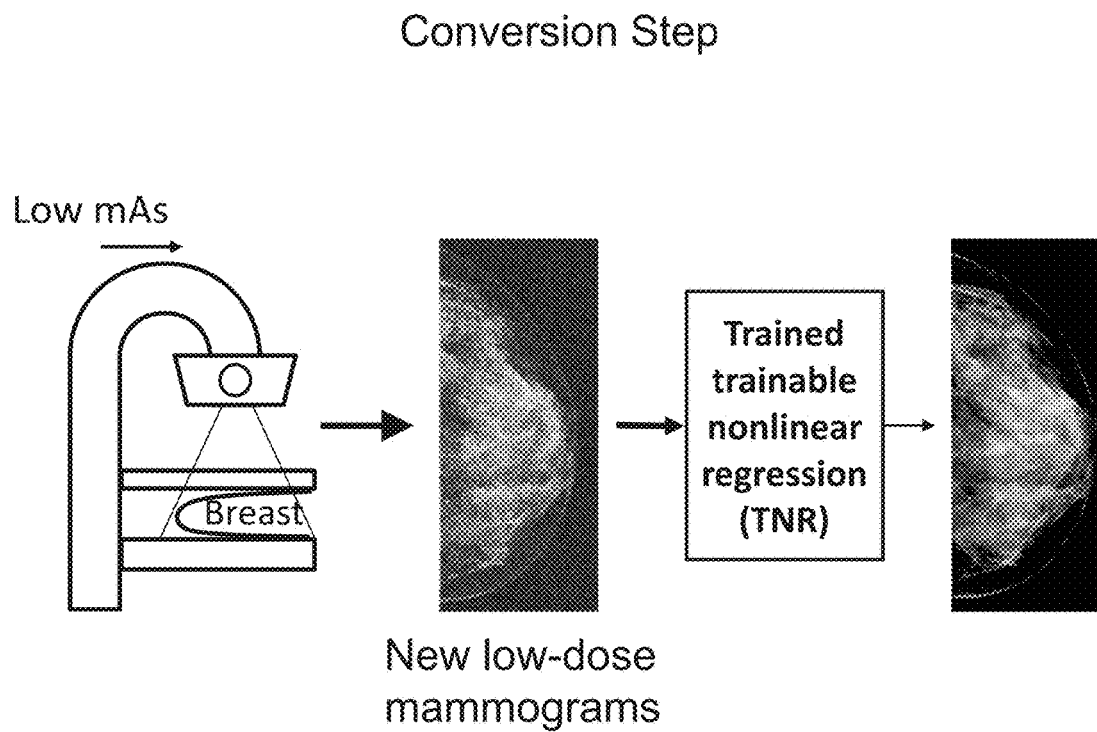 Conversion Step
Low mAs
Breast
Trained
trainable
nonlinear
regression
(TNR)
New low-dose
mammograms